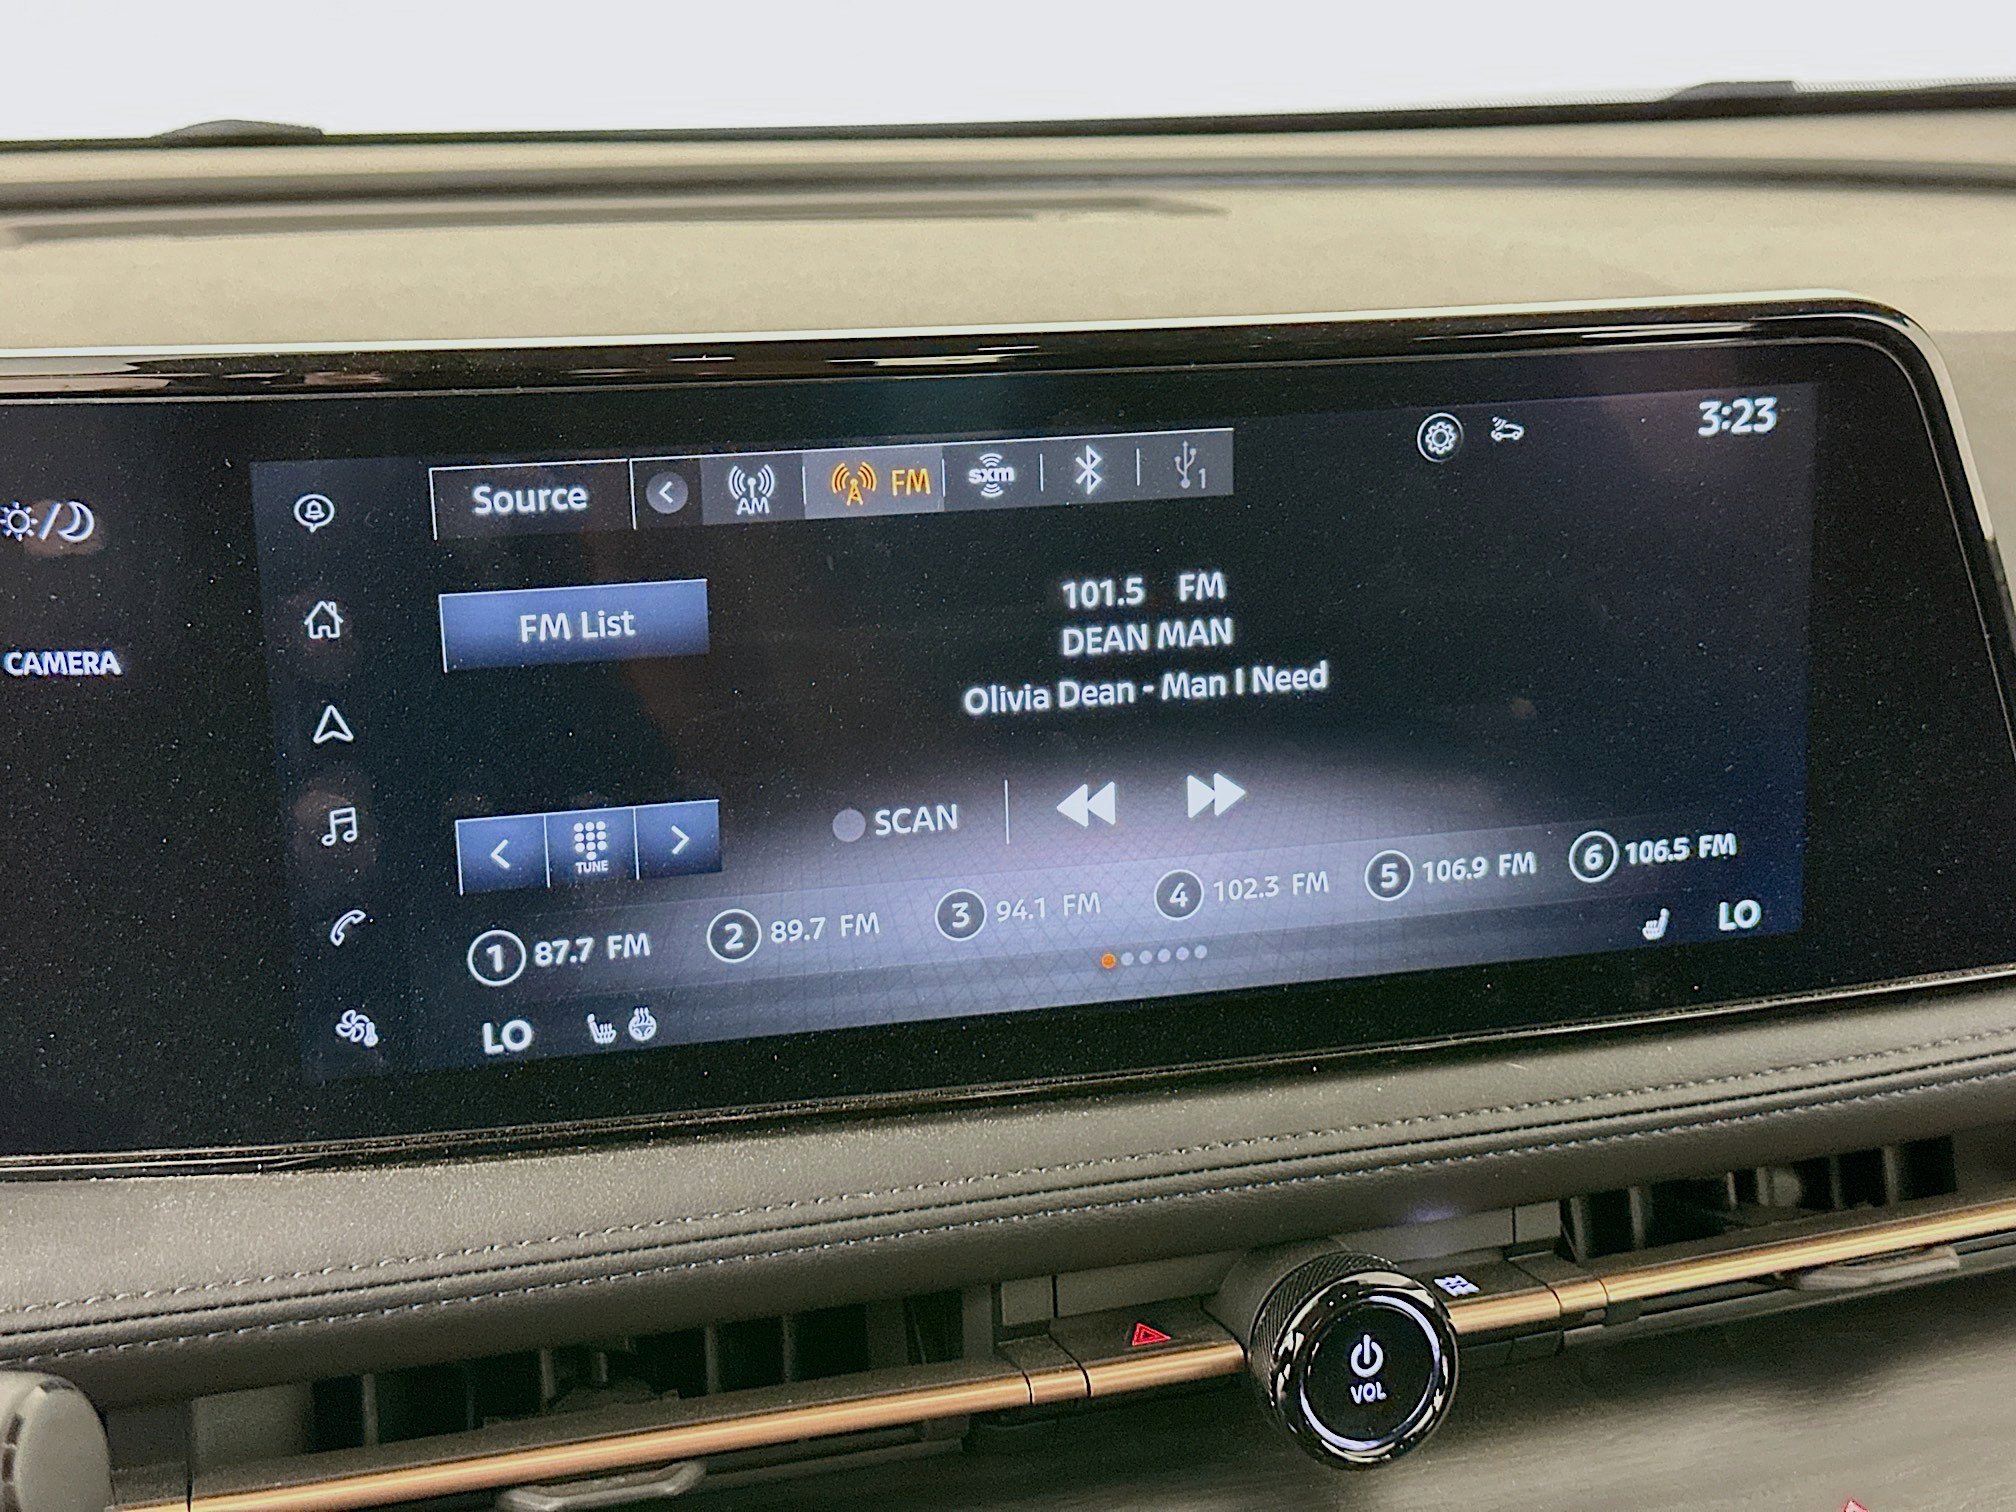 3:23
Source
AM
FM
sxm
1
CAMERA
FM List
101.5 FM
DEAN MAN
Olivia Dean - Man I Need
TUNE
SCAN
1 87.7 FM
2 89.7 FM
3 94.1 FM
4 102.3 FM
5 106.9 FM
6 106.5 FM
LO
LO
VOL